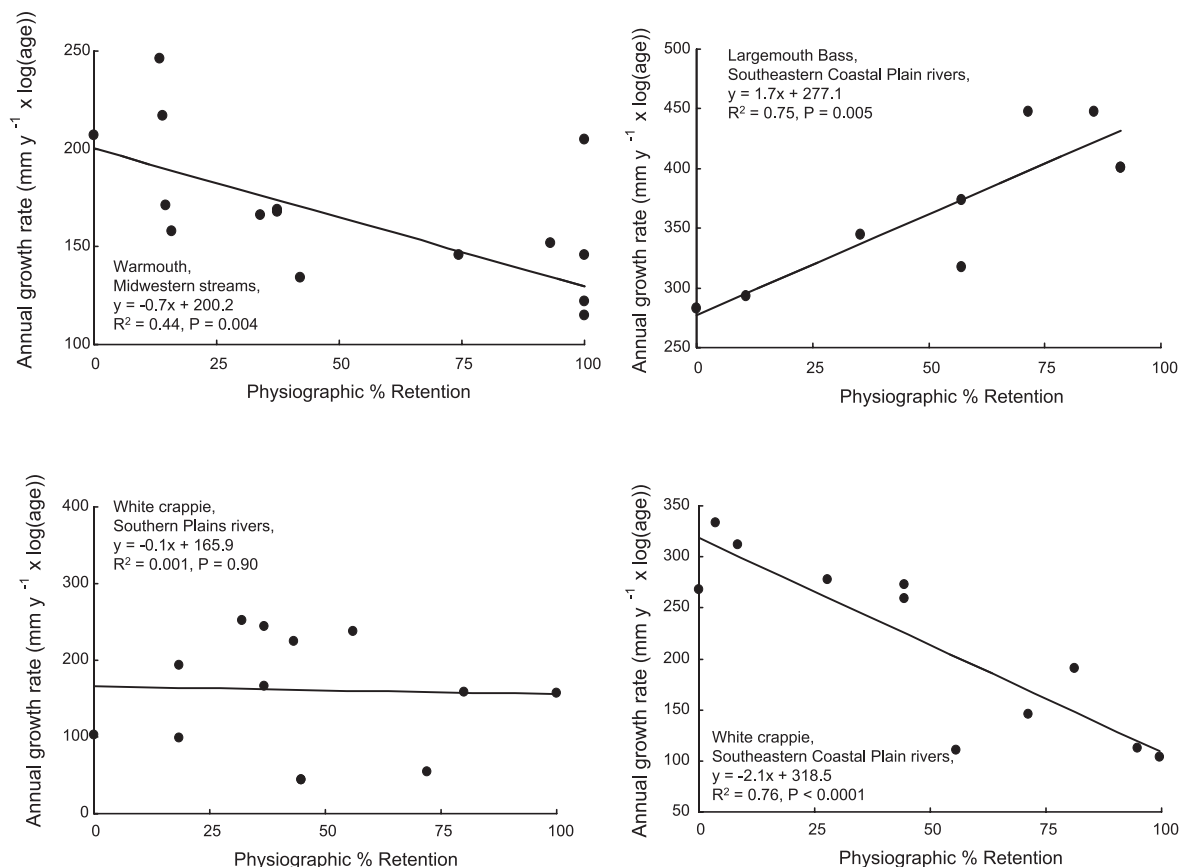 Annual growth rate (mm y -1 x log(age))
250
200
150
100
Warmouth,
Midwestern streams,
y = -0.7x + 200.2
R² = 0.44, P = 0.004
0
25
50
75
100
Physiographic % Retention
Annual growth rate (mm y -1 x log(age))
500
450
400
350
300
250
Largemouth Bass,
Southeastern Coastal Plain rivers,
y = 1.7x + 277.1
R² = 0.75, P = 0.005
0
25
50
75
100
Physiographic % Retention
Annual growth rate (mm y -1 x log(age))
400
300
200
100
0
White crappie,
Southern Plains rivers,
y = -0.1x + 165.9
R² = 0.001, P = 0.90
0
25
50
75
100
Physiographic % Retention
Annual growth rate (mm y -1 x log(age))
350
300
250
200
150
100
50
White crappie,
Southeastern Coastal Plain rivers,
y = -2.1x + 318.5
R² = 0.76, P < 0.0001
0
25
50
75
100
Physiographic % Retention